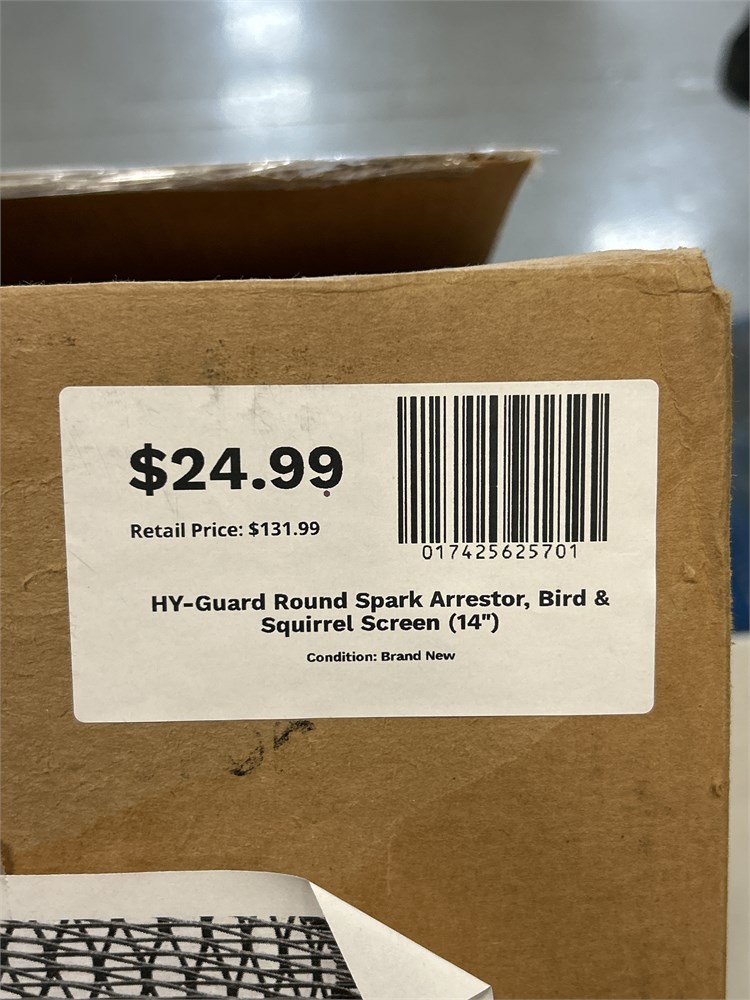 $24.99
Retail Price: $131.99
017425625701
HY-Guard Round Spark Arrestor, Bird &
Squirrel Screen (14")
Condition: Brand New